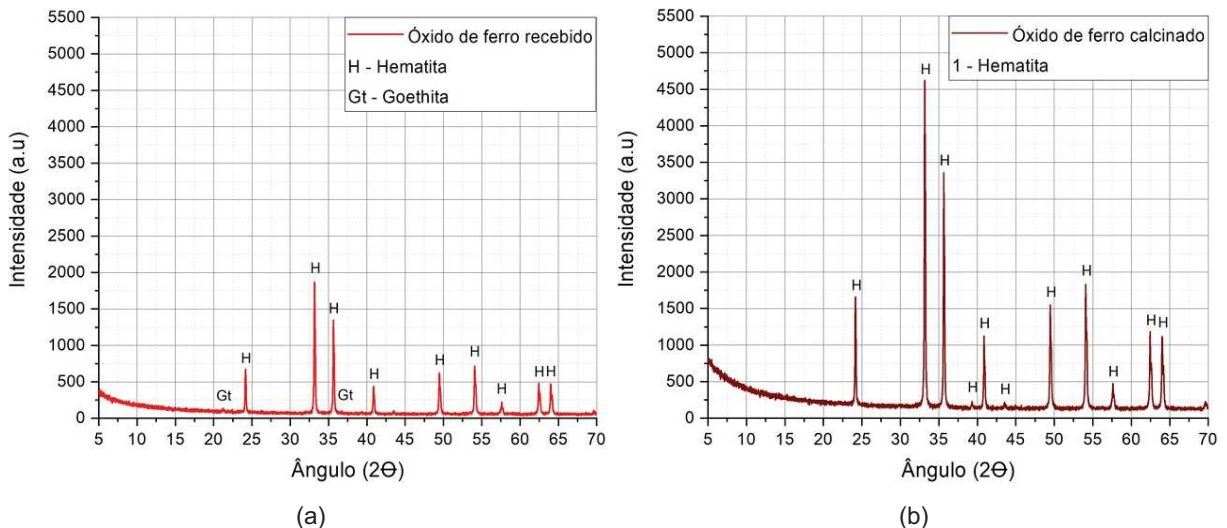 5500
5000
4500
4000
3500
3000
2500
2000
1500
1000
500
0
Intensidade (a.u)
Óxido de ferro recebido
H - Hematita
Gt - Goethita
Gt
H
H
H
Gt
H
H
H
H
H
H
5 10 15 20 25 30 35 40 45 50 55 60 65 70
Ângulo (2Ө)
(a)
5500
5000
4500
4000
3500
3000
2500
2000
1500
1000
500
0
Intensidade (a.u)
Óxido de ferro calcinado
1 - Hematita
H
H
H
H
H
H
H
H
H
H
H
5 10 15 20 25 30 35 40 45 50 55 60 65 70
Ângulo (2Ө)
(b)